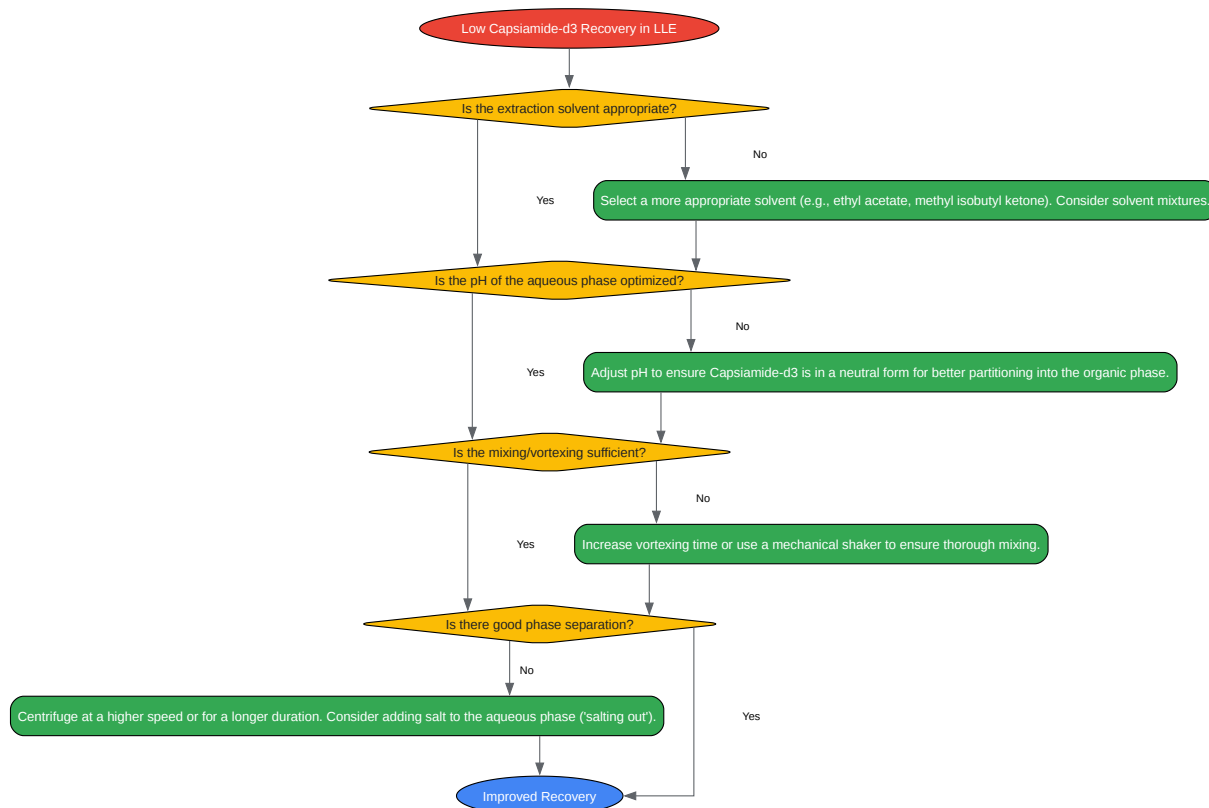 Low Capsiamide-d3 Recovery in LLE
Is the extraction solvent appropriate?
No
Yes
Select a more appropriate solvent (e.g., ethyl acetate, methyl isobutyl ketone). Consider solvent mixtures.
Is the pH of the aqueous phase optimized?
No
Yes
Adjust pH to ensure Capsiamide-d3 is in a neutral form for better partitioning into the organic phase.
Is the mixing/vortexing sufficient?
No
Yes
Increase vortexing time or use a mechanical shaker to ensure thorough mixing.
Is there good phase separation?
No
Centrifuge at a higher speed or for a longer duration. Consider adding salt to the aqueous phase ('salting out').
Yes
Improved Recovery